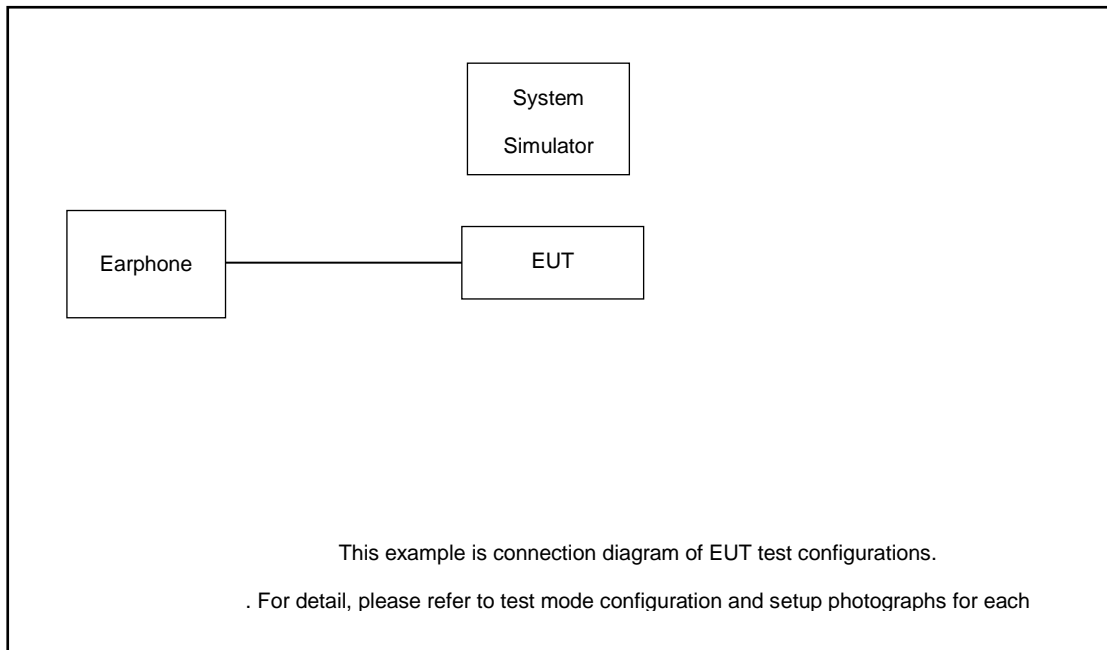 System
Simulator
Earphone
EUT
This example is connection diagram of EUT test configurations.
. For detail, please refer to test mode configuration and setup photographs for each